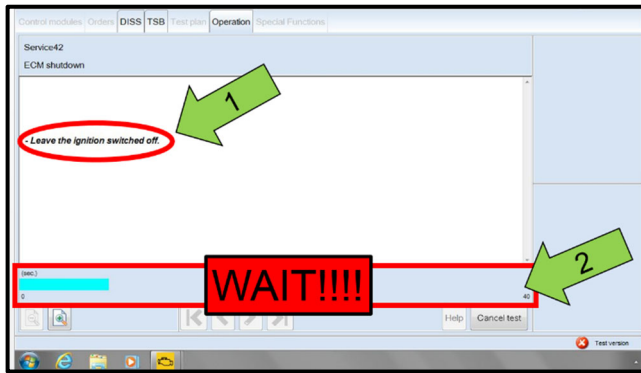 Control modules Orders DISS TSB Test plan Operation Special Functions
Service42
ECM shutdown
1
- Leave the ignition switched off.
2
(sec.)
WAIT!!!!
0 40
Help Cancel test
Test version